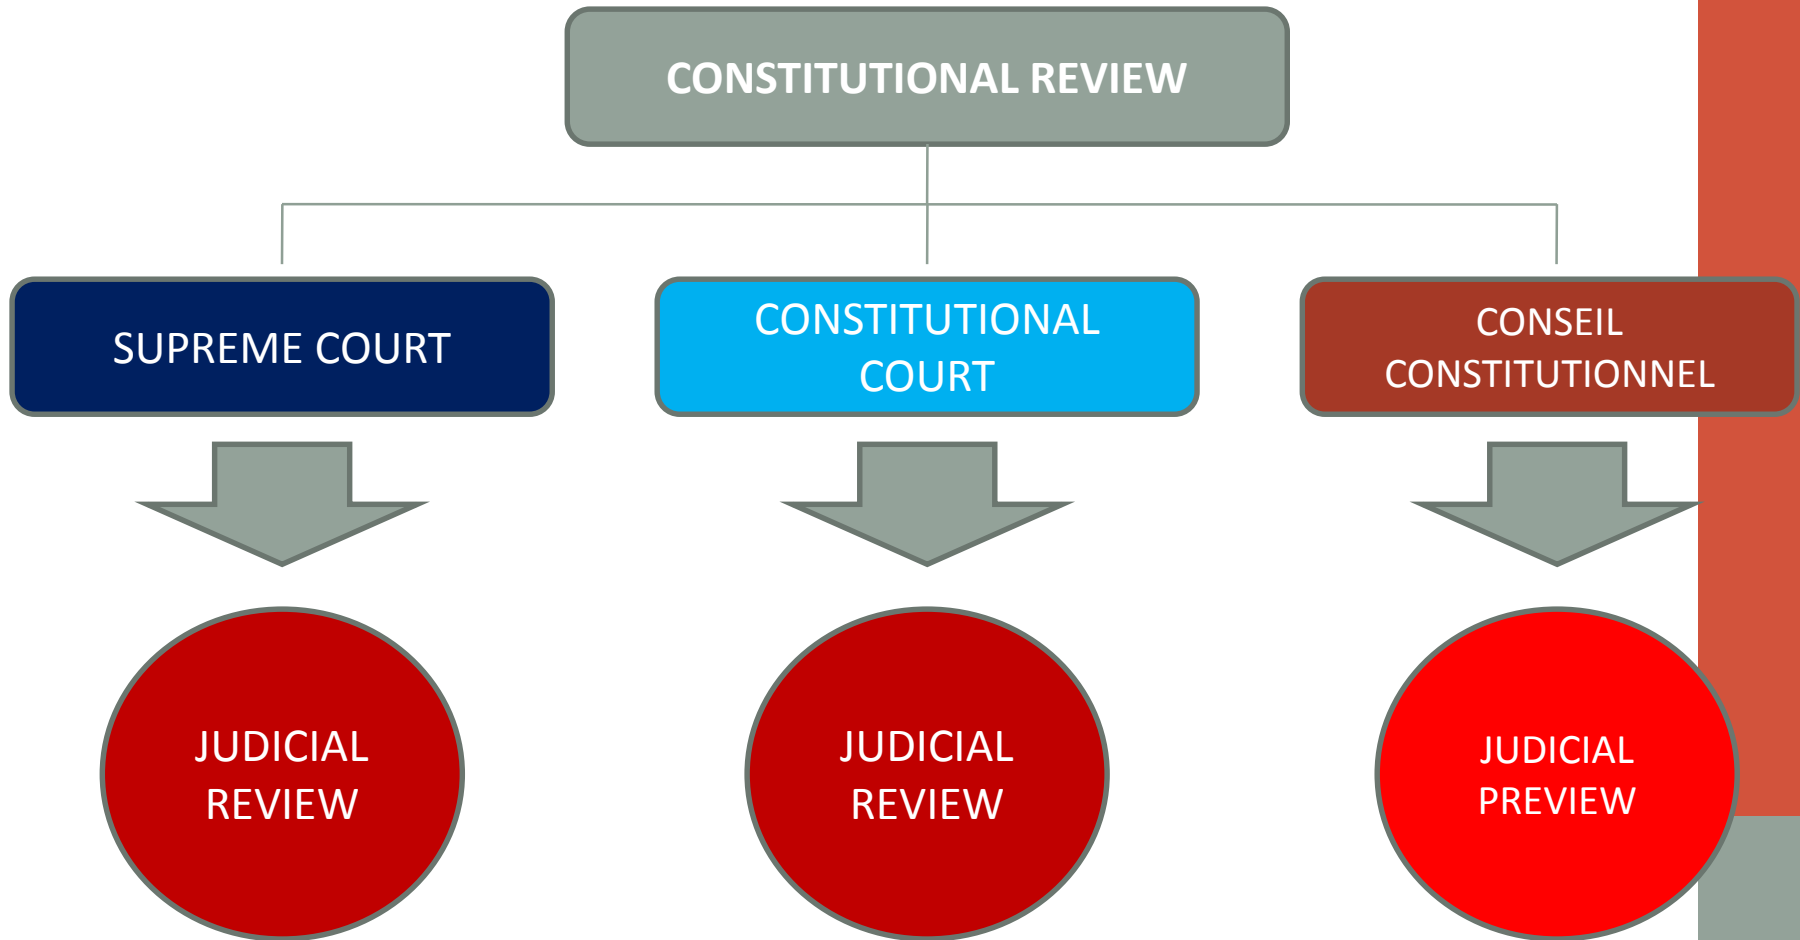 CONSTITUTIONAL REVIEW
SUPREME COURT
CONSTITUTIONAL
COURT
CONSEIL
CONSTITUTIONNEL
JUDICIAL
REVIEW
JUDICIAL
REVIEW
JUDICIAL
PREVIEW